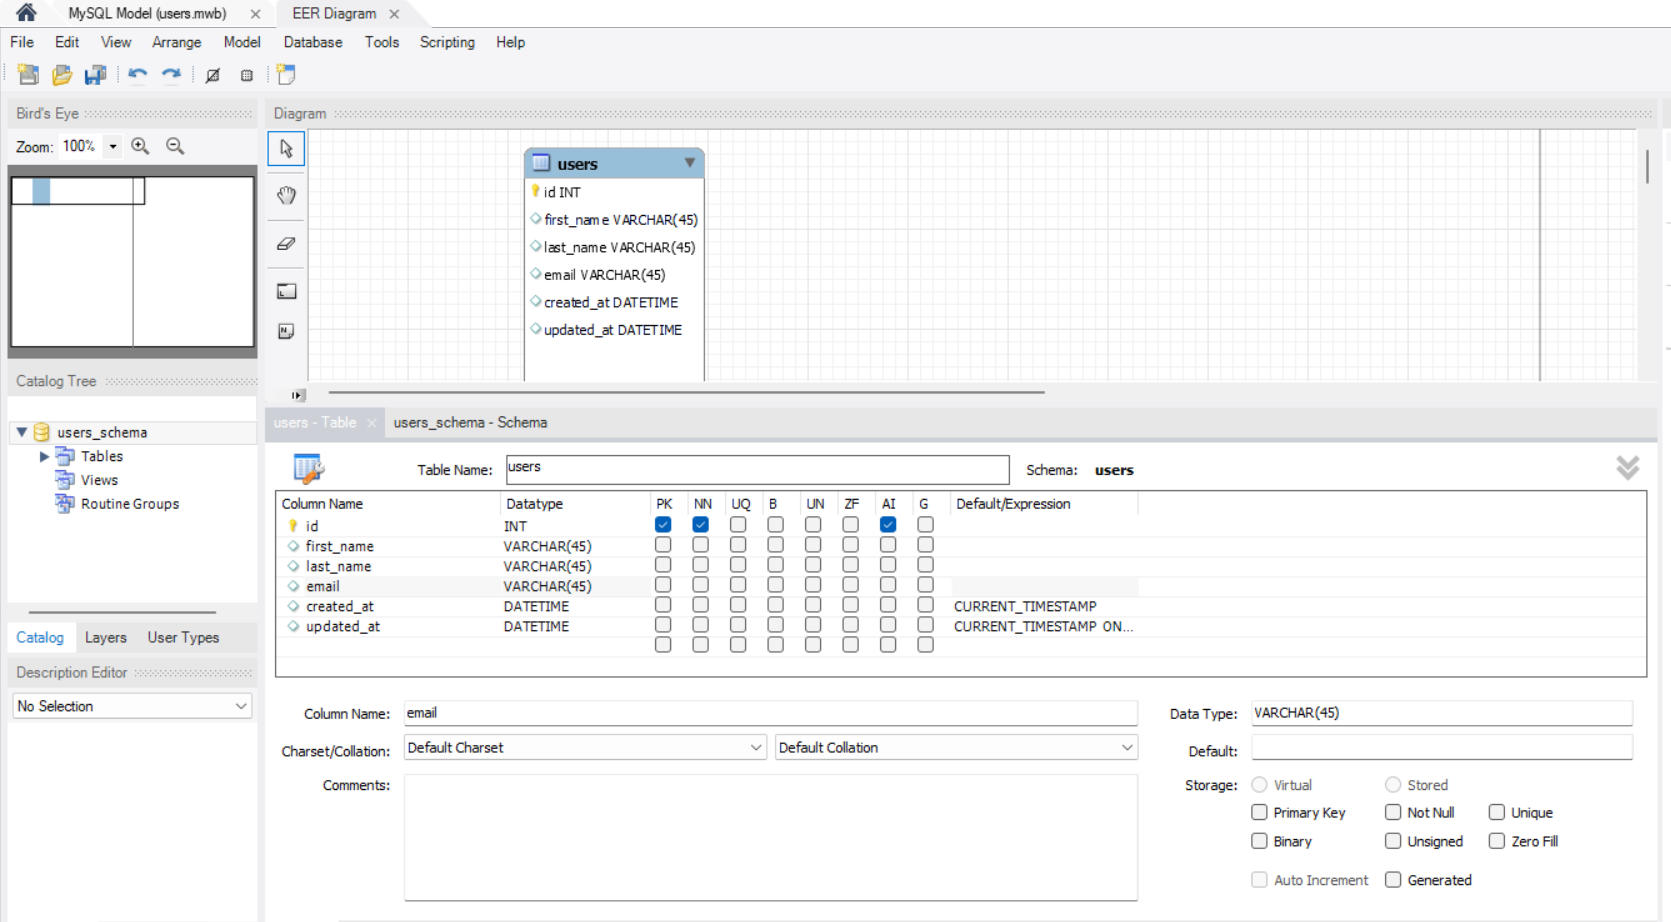 MySQL Model (users.mwb) × EER Diagram ×
File Edit View Arrange Model Database Tools Scripting Help
Bird's Eye
Zoom: 100%
Diagram
users
id INT
first_name VARCHAR(45)
last_name VARCHAR(45)
email VARCHAR(45)
created_at DATETIME
updated_at DATETIME
Catalog Tree
users_schema
Tables
Views
Routine Groups
Catalog Layers User Types
Description Editor
No Selection
users - Table × users_schema - Schema
Table Name: users Schema: users
Column Name Datatype PK NN UQ B UN ZF AI G Default/Expression
id INT
first_name VARCHAR(45)
last_name VARCHAR(45)
email VARCHAR(45)
created_at DATETIME CURRENT_TIMESTAMP
updated_at DATETIME CURRENT_TIMESTAMP ON...
Column Name: email Data Type: VARCHAR(45)
Charset/Collation: Default Charset Default Collation Default:
Comments: Storage: Virtual Stored
Primary Key Not Null Unique
Binary Unsigned Zero Fill
Auto Increment Generated